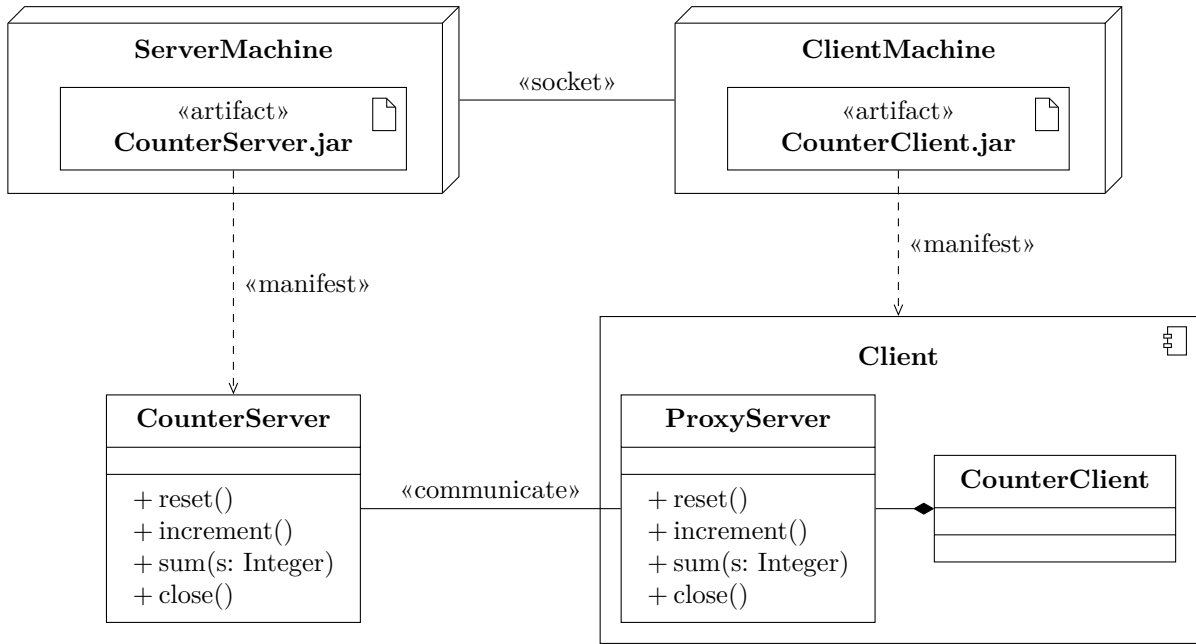 ServerMachine
«artifact»
CounterServer.jar
«socket»
ClientMachine
«artifact»
CounterClient.jar
«manifest»
«manifest»
Client
CounterServer
+ reset()
+ increment()
+ sum(s: Integer)
+ close()
«communicate»
ProxyServer
+ reset()
+ increment()
+ sum(s: Integer)
+ close()
CounterClient